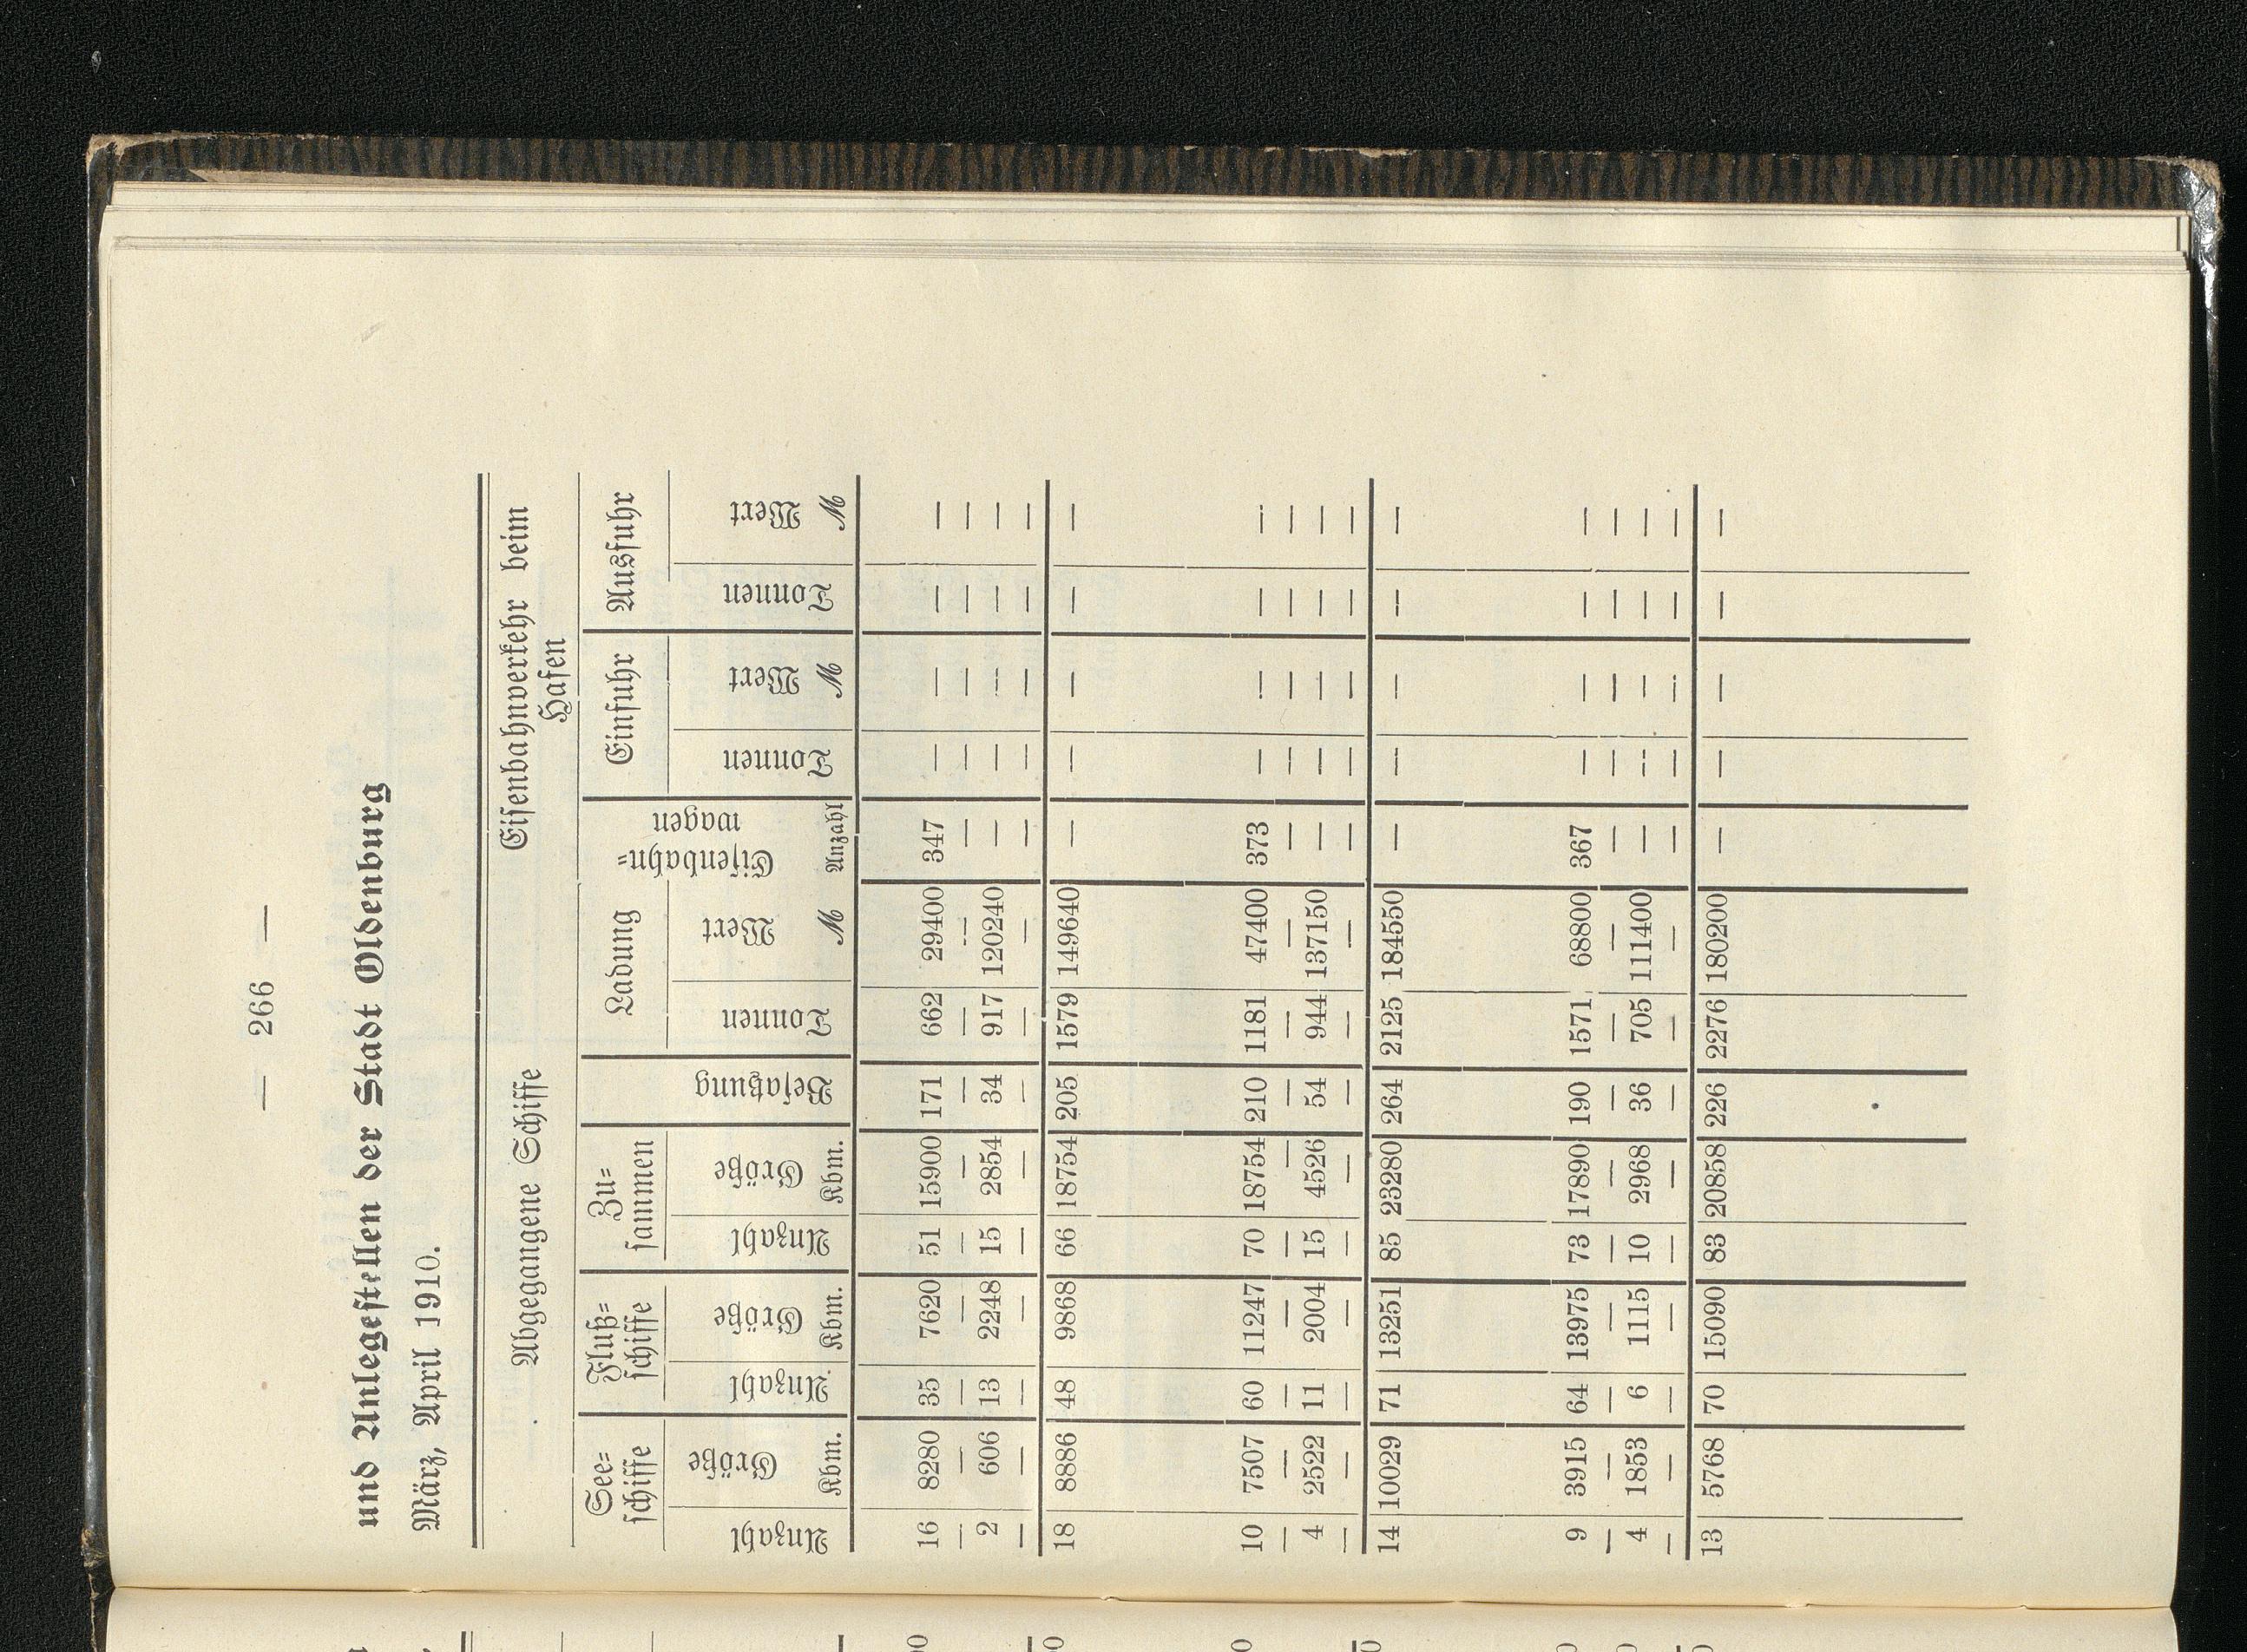 — 266 —
und Anlegestellen der Stadt Oldenburg
März, April 1910.
Abgegangene Schiffe Eisenbahnverkehr beim Hafen
See=schiffe Fluß=schiffe Zu=sammen Besatzung Ladung Eisenbahn=wagen Einfuhr Ausfuhr
Anzahl Größe Anzahl Größe Anzahl Größe Tonnen Wert Tonnen Wert Tonnen Wert
Kbm. Kbm. Kbm. ℳ Anzahl ℳ ℳ
16 8280 35 7620 51 15900 171 662 29400 347 — — — —
— — — — — — — — — — — — — —
2 606 13 2248 15 2854 34 917 120240 — — — — —
— — — — — — — — — — — — — —
18 8886 48 9868 66 18754 205 1579 149640 — — — — —
10 7507 60 11247 70 18754 210 1181 47400 373 — — — —
— — — — — — — — — — — — — —
4 2522 11 2004 15 4526 54 944 137150 — — — — —
— — — — — — — — — — — — — —
14 10029 71 13251 85 23280 264 2125 184550 — — — — —
9 3915 64 13975 73 17890 190 1571 68800 367 — — — —
— — — — — — — — — — — — — —
4 1853 6 1115 10 2968 36 705 111400 — — — — —
— — — — — — — — — — — — — —
13 5768 70 15090 83 20858 226 2276 180200 — — — — —